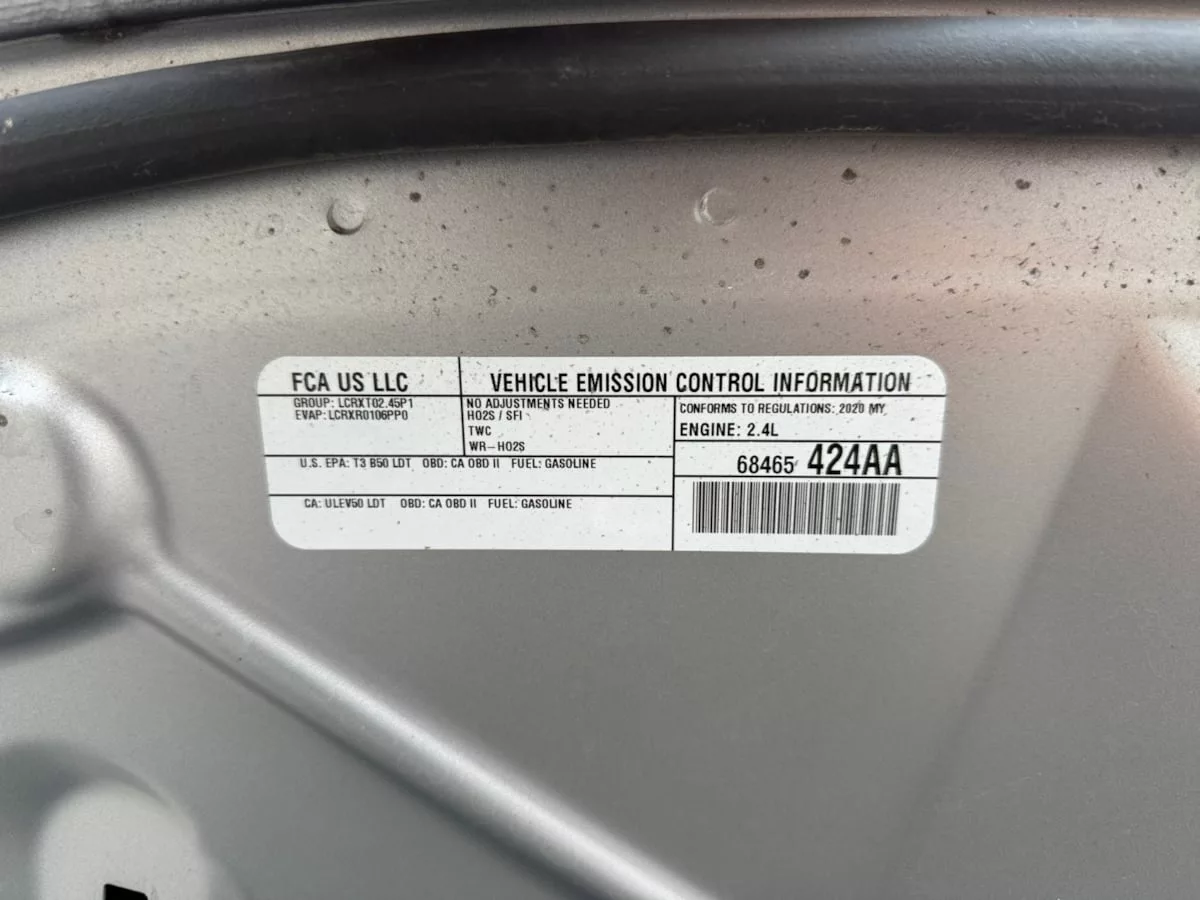 FCA US LLC
VEHICLE EMISSION CONTROL INFORMATION
GROUP: LCRXT02.45P1
EVAP: LCRXR0106PP0
NO ADJUSTMENTS NEEDED
HO2S / SFI
TWC
WR-HO2S
CONFORMS TO REGULATIONS: 2020 MY
ENGINE: 2.4L
68465 424AA
U.S. EPA: T3 B50 LDT OBD: CA OBD II FUEL: GASOLINE
CA: ULEV50 LDT OBD: CA OBD II FUEL: GASOLINE